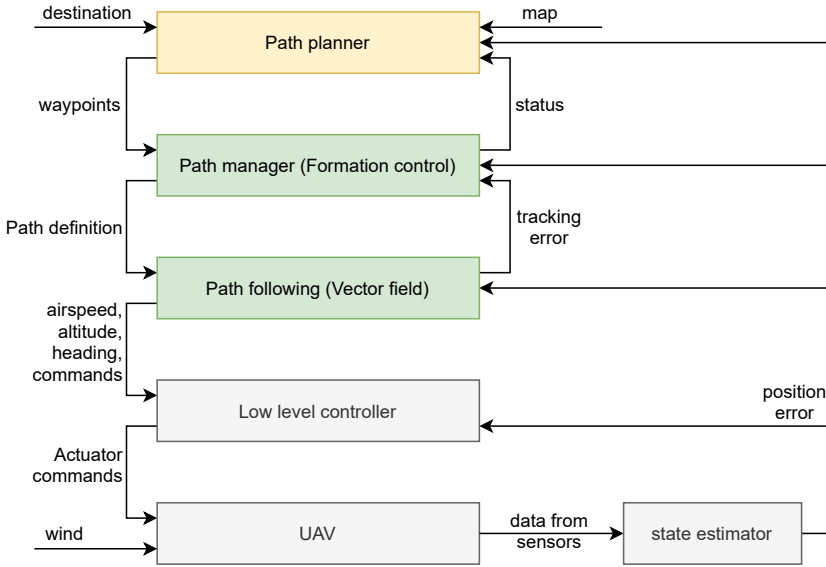 destination
map
Path planner
waypoints
status
Path manager (Formation control)
Path definition
tracking
error
Path following (Vector field)
airspeed,
altitude,
heading,
commands
Low level controller
position
error
Actuator
commands
wind
UAV
data from
sensors
state estimator